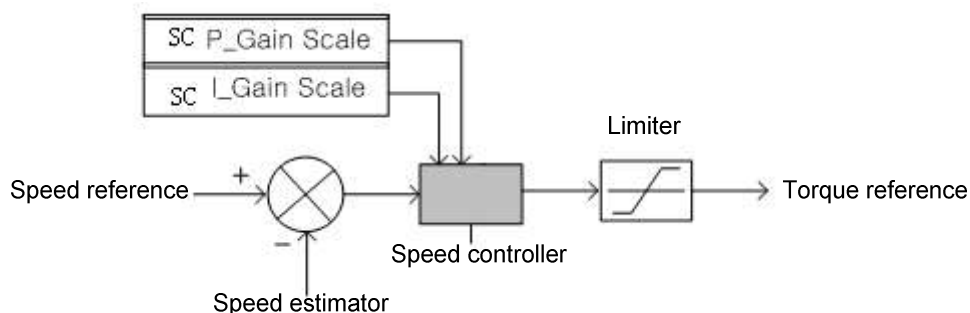 SC P_Gain Scale
SC I_Gain Scale
Limiter
Speed reference
+
Torque reference
−
Speed controller
Speed estimator